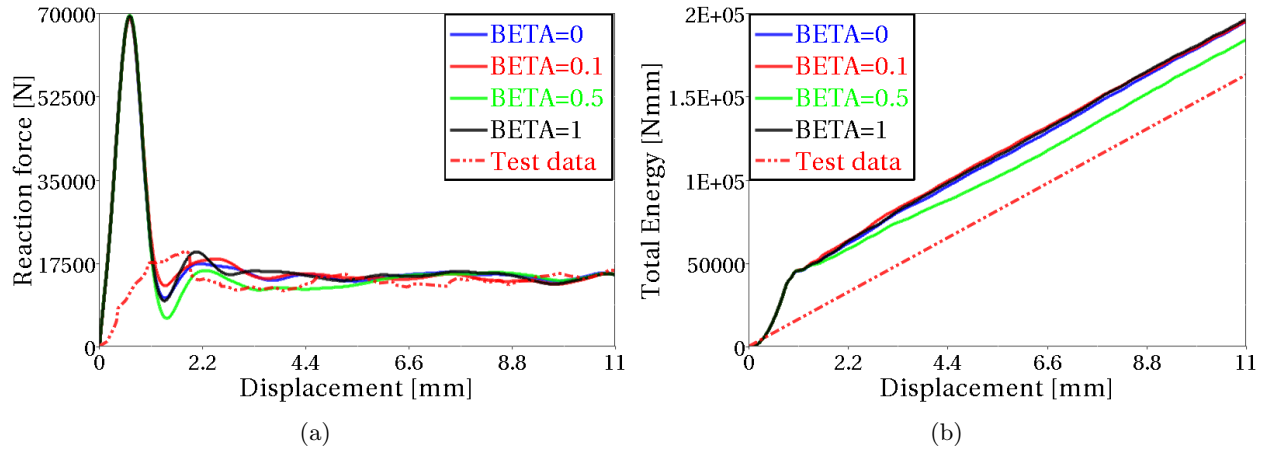 70000
52500
35000
17500
0
Reaction force [N]
BETA=0
BETA=0.1
BETA=0.5
BETA=1
Test data
0
2.2
4.4
6.6
8.8
11
Displacement [mm]
(a)
2E+05
1.5E+05
1E+05
50000
0
Total Energy [Nmm]
BETA=0
BETA=0.1
BETA=0.5
BETA=1
Test data
0
2.2
4.4
6.6
8.8
11
Displacement [mm]
(b)